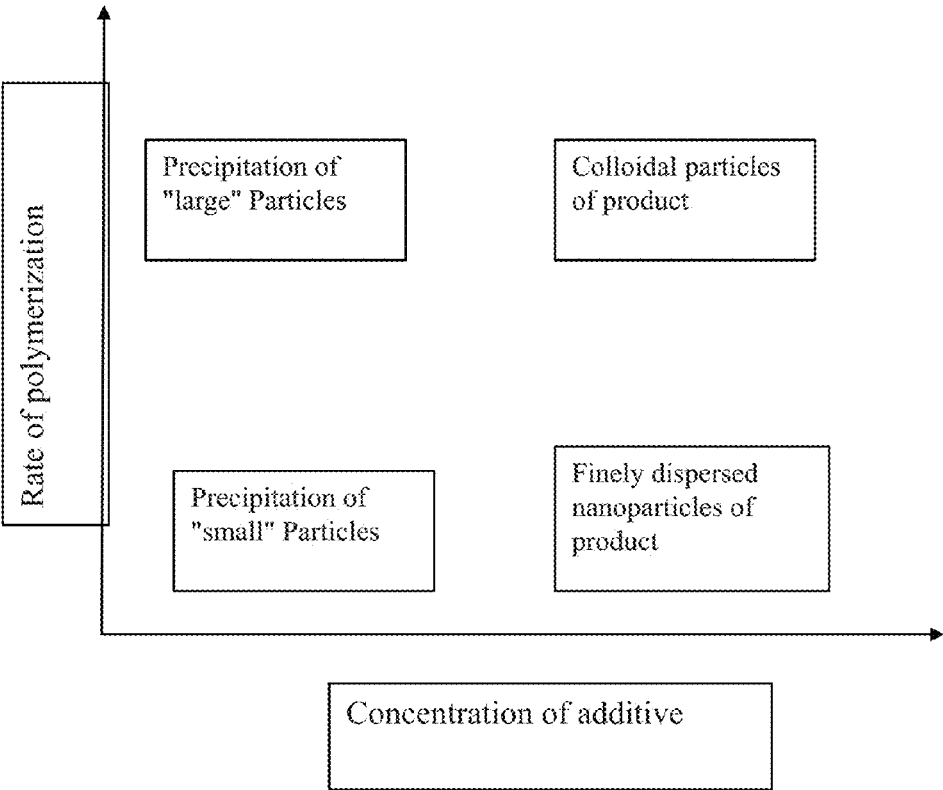 Rate of polymerization
Precipitation of
"large" Particles
Colloidal particles
of product
Precipitation of
"small" Particles
Finely dispersed
nanoparticles of
product
Concentration of additive